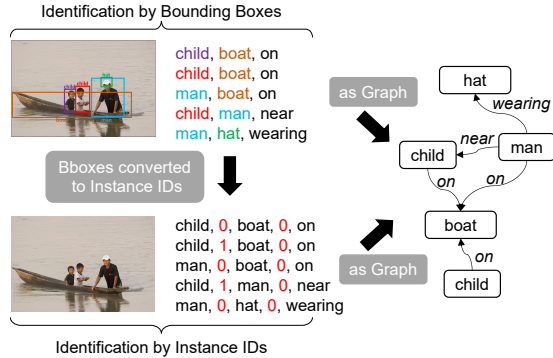 Identification by Bounding Boxes
child, boat, on
child, boat, on
man, boat, on
child, man, near
man, hat, wearing
Bboxes converted
to Instance IDs
child, 0, boat, 0, on
child, 1, boat, 0, on
man, 0, boat, 0, on
child, 1, man, 0, near
man, 0, hat, 0, wearing
Identification by Instance IDs
as Graph
as Graph
hat
wearing
man
near
child
on
on
boat
on
child